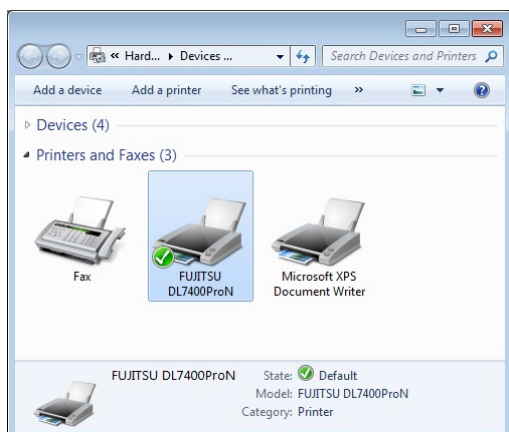 « Hard... ▸ Devices ...
Search Devices and Printers
Add a device Add a printer See what's printing »
Devices (4)
Printers and Faxes (3)
Fax
FUJITSU
DL7400ProN
Microsoft XPS
Document Writer
FUJITSU DL7400ProN State: Default
Model: FUJITSU DL7400ProN
Category: Printer